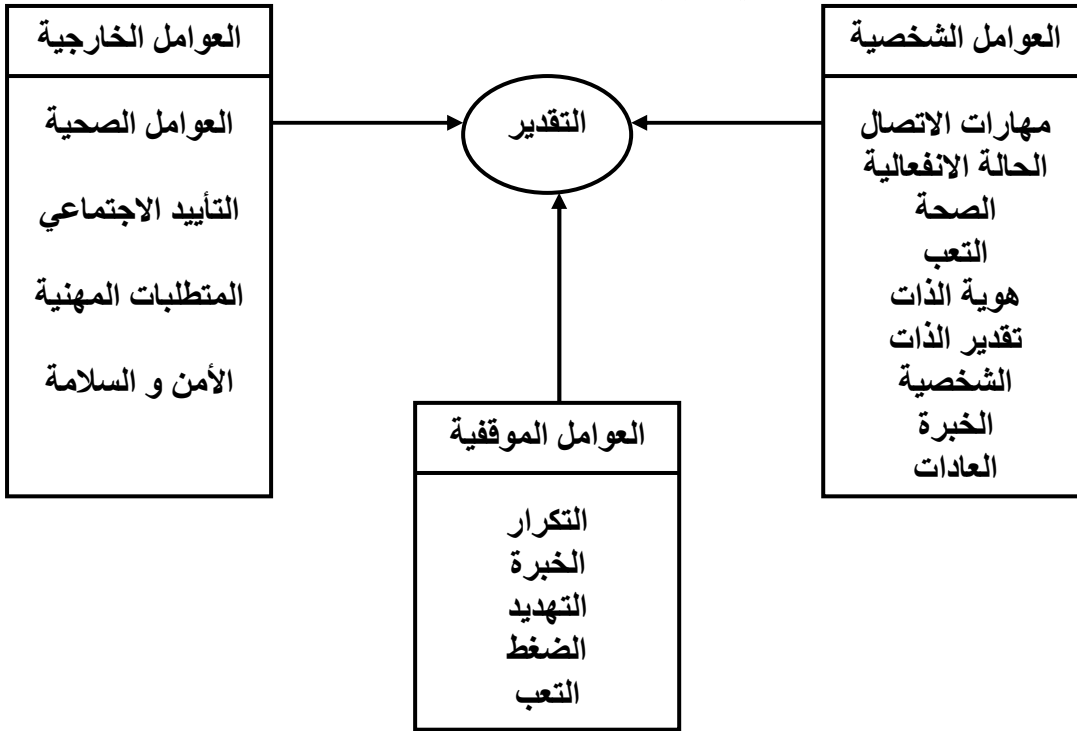 العوامل الشخصية
مهارات الاتصال
الحالة الانفعالية
الصحة
التعب
هوية الذات
تقدير الذات
الشخصية
الخبرة
العادات
التقدير
العوامل الخارجية
العوامل الصحية
التأييد الاجتماعي
المتطلبات المهنية
الأمن و السلامة
العوامل الموقفية
التكرار
الخبرة
التهديد
الضغط
التعب